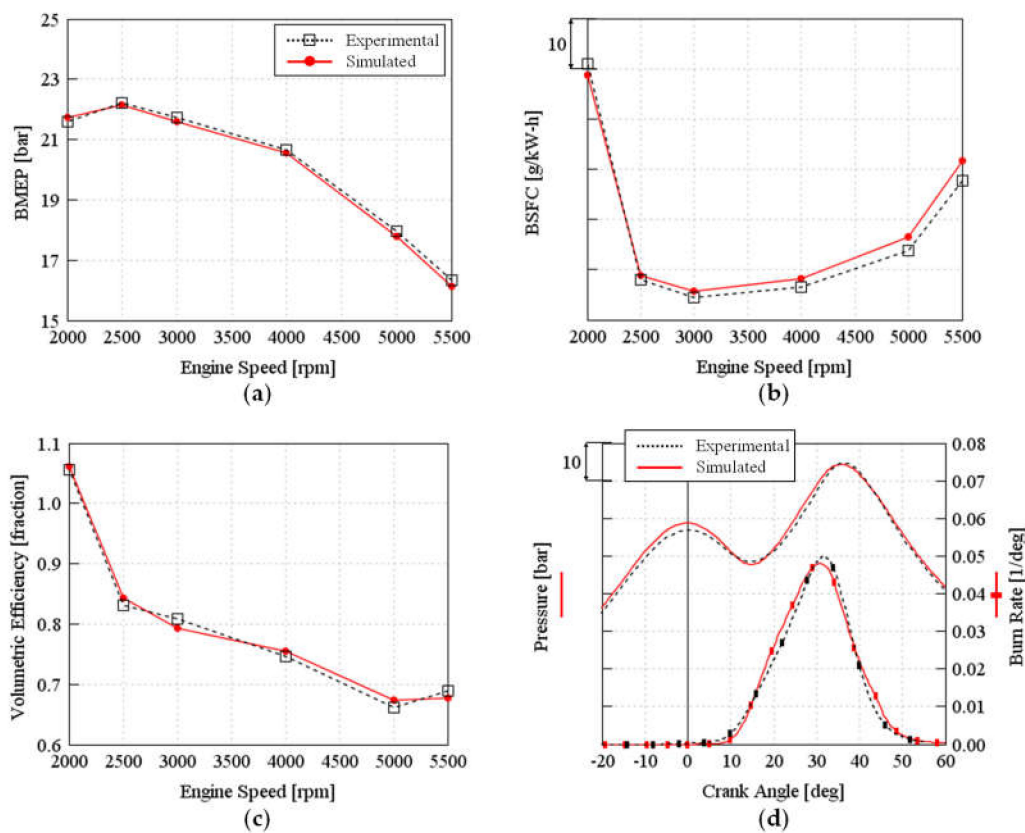 25
23
21
19
18
16
15
BMEP [bar]
Experimental
Simulated
2000 2500 3000 3500 4000 4500 5000 5500
Engine Speed [rpm]
(a)
10
BSFC [g/kW-h]
2000 2500 3000 3500 4000 4500 5000 5500
Engine Speed [rpm]
(b)
1.1
1.0
0.9
0.8
0.7
0.6
Volumetric Efficiency [fraction]
2000 2500 3000 3500 4000 4500 5000 5500
Engine Speed [rpm]
(c)
10
Experimental
Simulated
Pressure [bar]
0.08
0.07
0.06
0.05
0.04
0.03
0.02
0.01
0.00
Burn Rate [1/deg]
-20 -10 0 10 20 30 40 50 60
Crank Angle [deg]
(d)